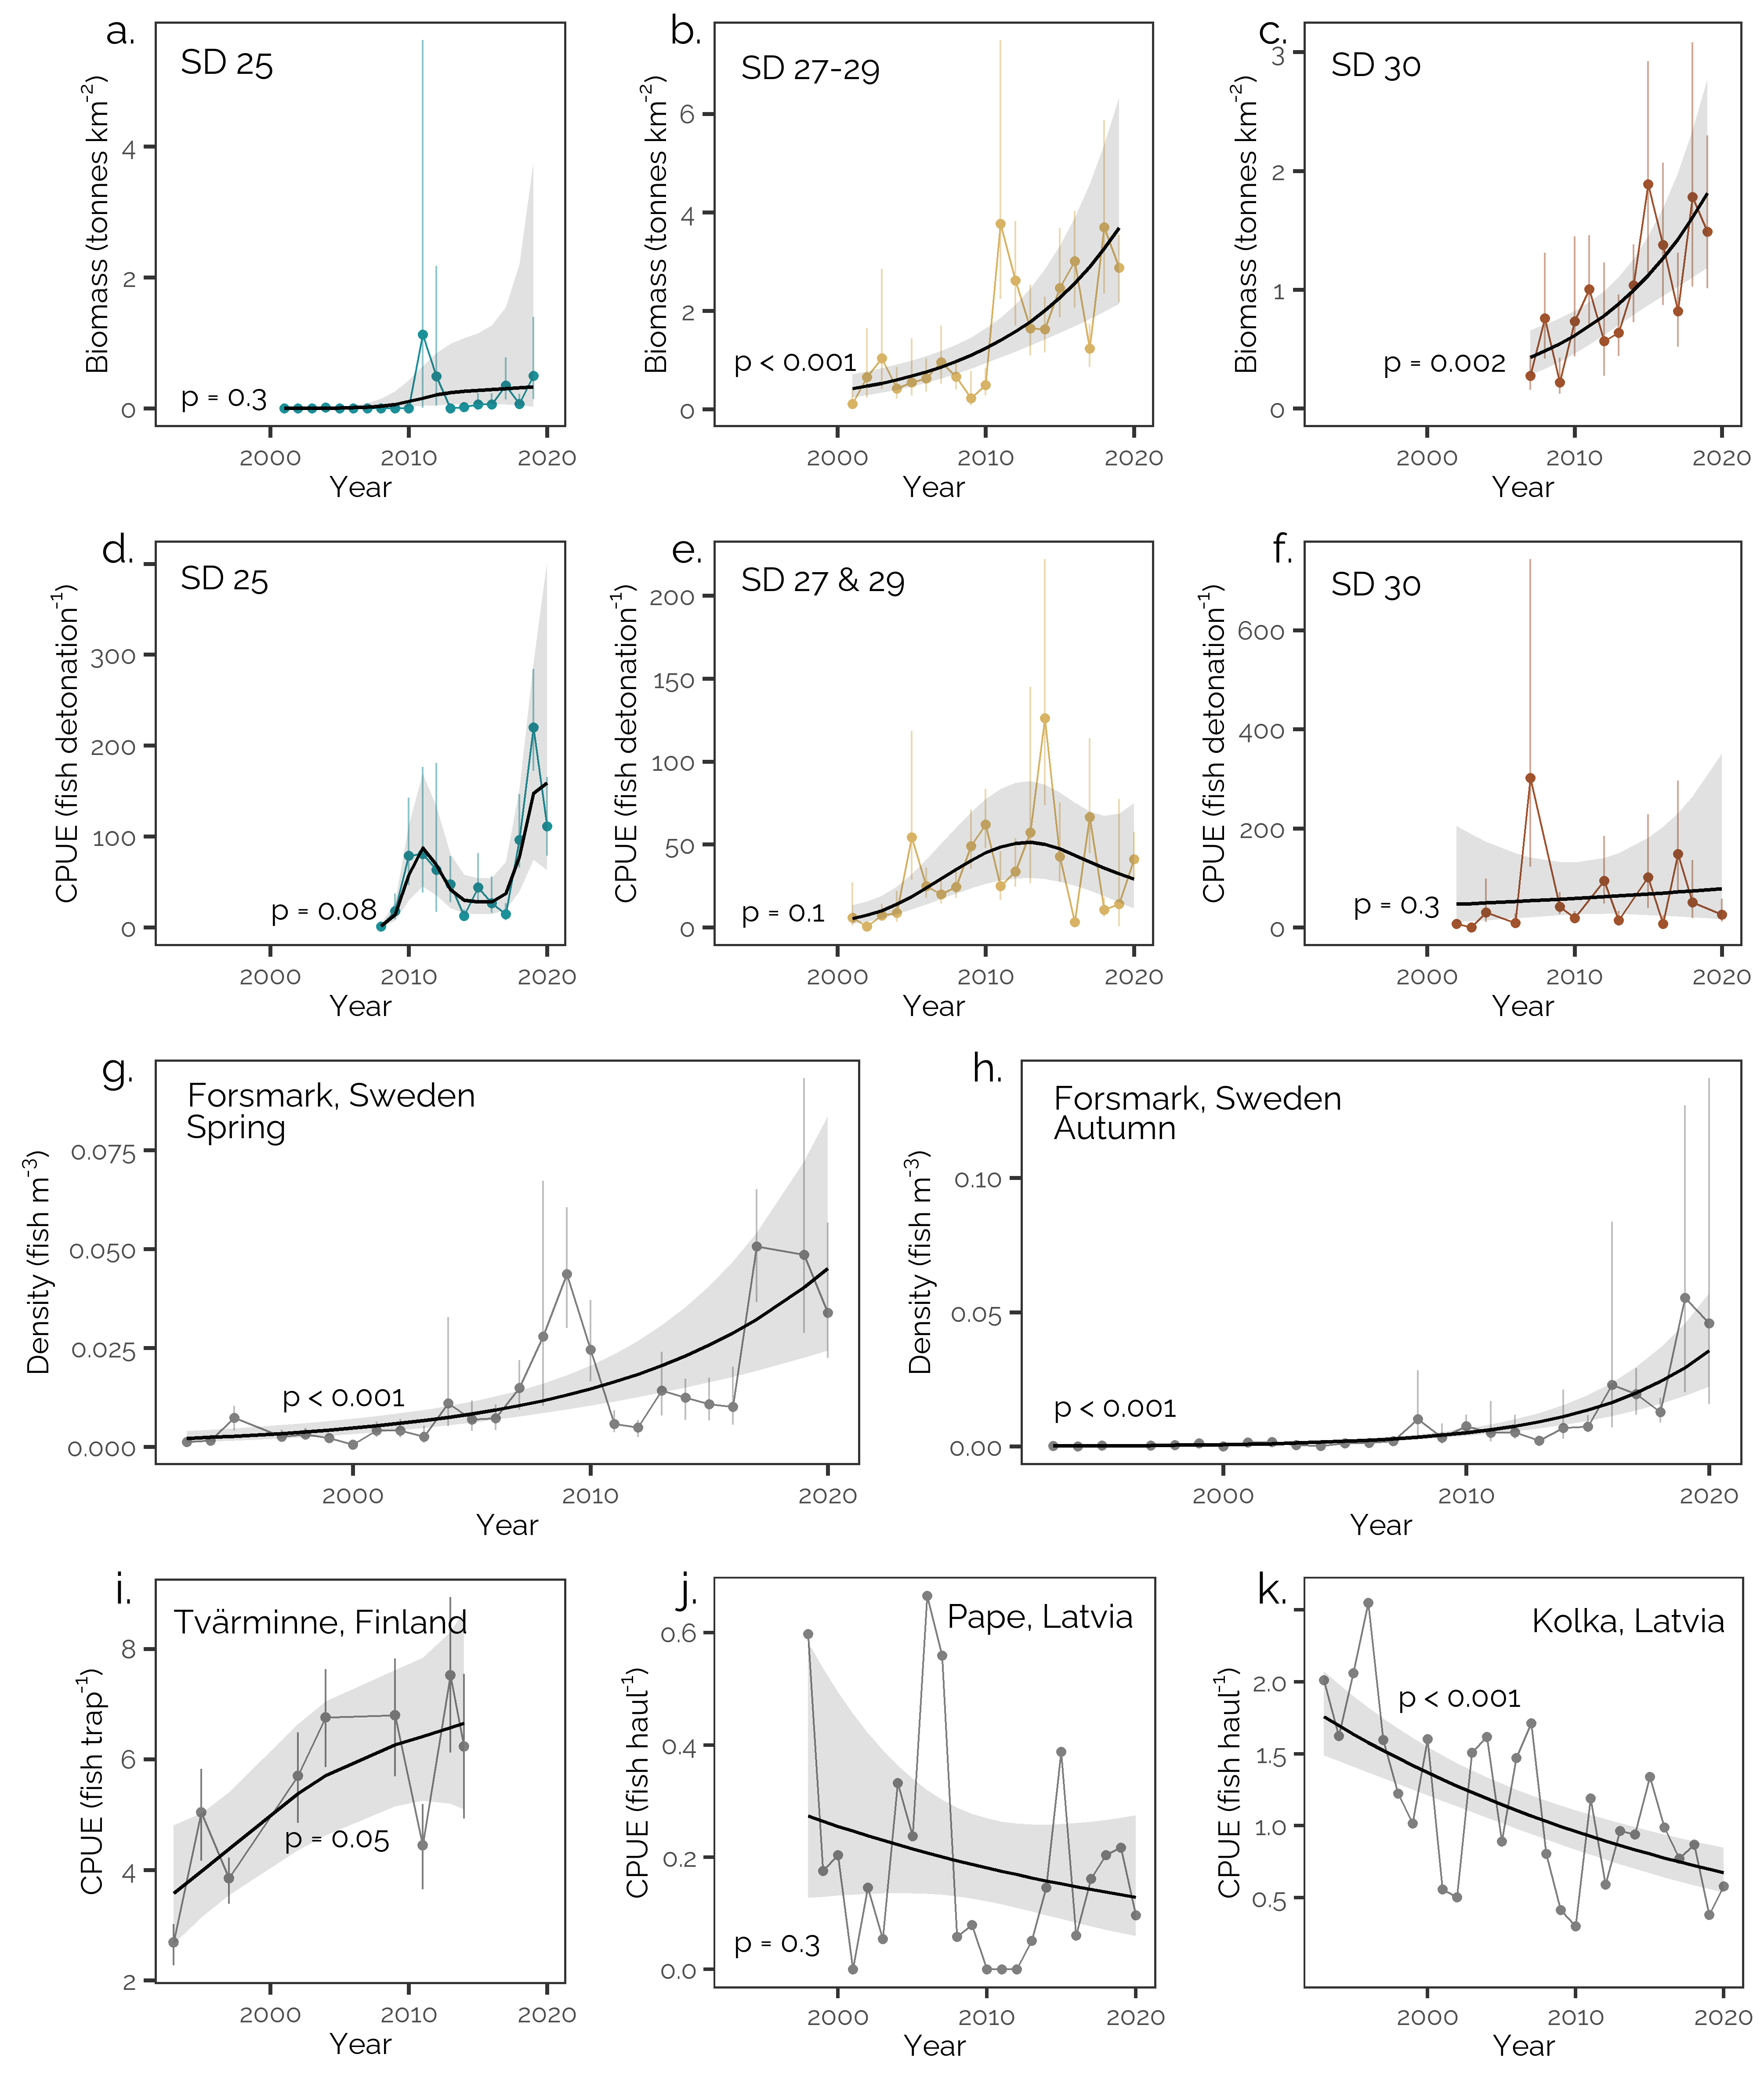 a.
SD 25
Biomass (tonnes km⁻²)
4
2
0
p = 0.3
2000 2010 2020
Year
b.
SD 27-29
Biomass (tonnes km⁻²)
6
4
2
0
p < 0.001
2000 2010 2020
Year
c.
SD 30
Biomass (tonnes km⁻²)
3
2
1
0
p = 0.002
2000 2010 2020
Year
d.
SD 25
CPUE (fish detonation⁻¹)
300
200
100
0
p = 0.08
2000 2010 2020
Year
e.
SD 27 & 29
CPUE (fish detonation⁻¹)
200
150
100
50
0
p = 0.1
2000 2010 2020
Year
f.
SD 30
CPUE (fish detonation⁻¹)
600
400
200
0
p = 0.3
2000 2010 2020
Year
g.
Forsmark, Sweden
Spring
Density (fish m⁻³)
0.075
0.050
0.025
0.000
p < 0.001
2000 2010 2020
Year
h.
Forsmark, Sweden
Autumn
Density (fish m⁻³)
0.10
0.05
0.00
p < 0.001
2000 2010 2020
Year
i.
Tvärminne, Finland
CPUE (fish trap⁻¹)
8
6
4
2
p = 0.05
2000 2010 2020
Year
j.
Pape, Latvia
CPUE (fish haul⁻¹)
0.6
0.4
0.2
0.0
p = 0.3
2000 2010 2020
Year
k.
Kolka, Latvia
CPUE (fish haul⁻¹)
2.0
1.5
1.0
0.5
p < 0.001
2000 2010 2020
Year